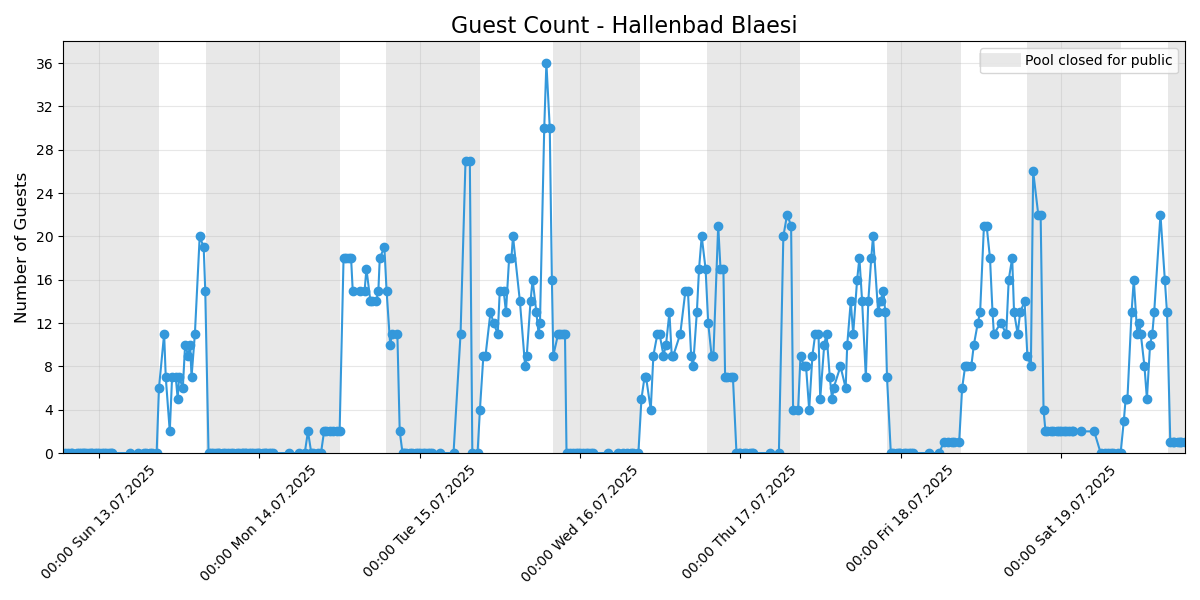 Guest Count - Hallenbad Blaesi
Pool closed for public
Number of Guests
36
32
28
24
20
16
12
8
4
0
00:00 Sun 13.07.2025
00:00 Mon 14.07.2025
00:00 Tue 15.07.2025
00:00 Wed 16.07.2025
00:00 Thu 17.07.2025
00:00 Fri 18.07.2025
00:00 Sat 19.07.2025